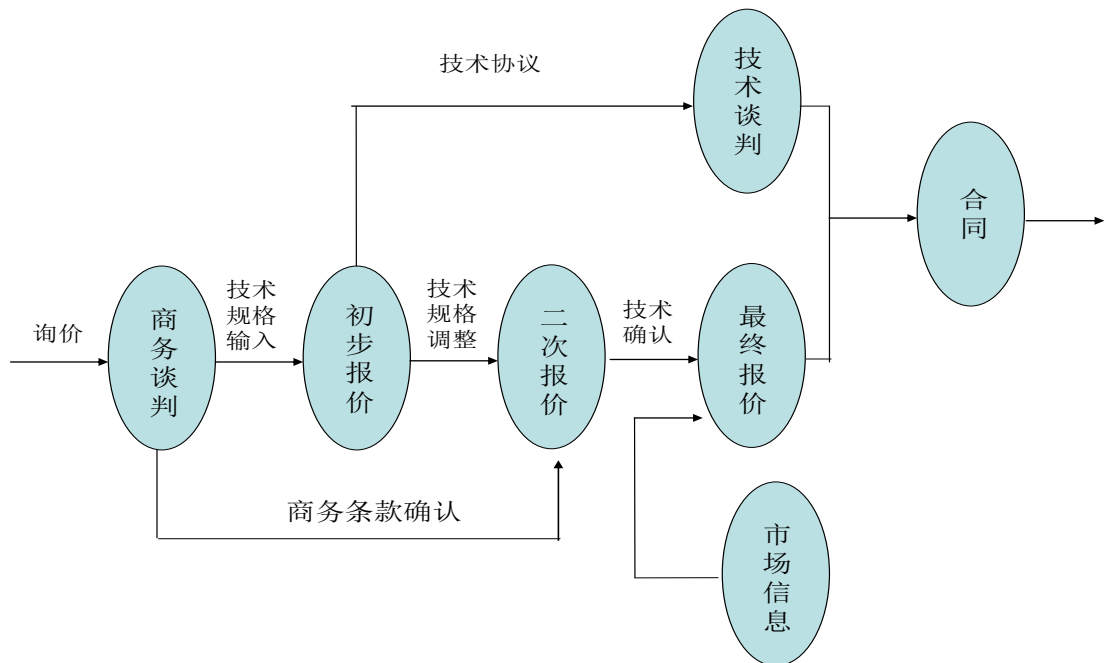 技术协议
技术谈判
合同
询价
商务谈判
技术
规格
输入
初步报价
技术
规格
调整
二次报价
技术
确认
最终报价
商务条款确认
市场信息